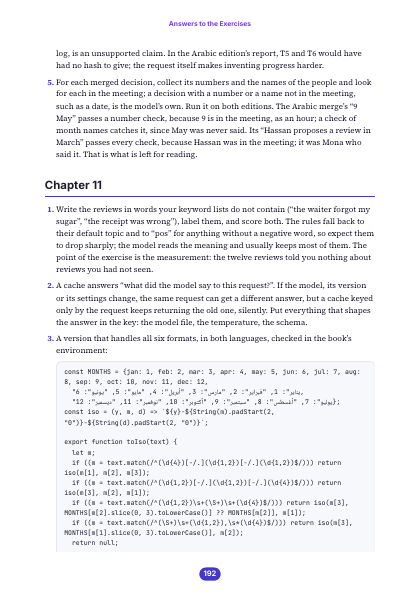 Answers to the Exercises
log, is an unsupported claim. In the Arabic edition's report, T5 and T6 would have
had no hash to give; the request itself makes inventing progress harder.
5. For each merged decision, collect its numbers and the names of the people and look
for each in the meeting; a decision with a number or a name not in the meeting,
such as a date, is the model's own. Run it on both editions. The Arabic merge's “9
May” passes a number check, because 9 is in the meeting, as an hour; a check of
month names catches it, since May was never said. Its “Hassan proposes a review in
March” passes every check, because Hassan was in the meeting; it was Mona who
said it. That is what is left for reading.
Chapter 11
1. Write the reviews in words your keyword lists do not contain (“the waiter forgot my
sugar”, “the receipt was wrong”), label them, and score both. The rules fall back to
their default topic and to “pos” for anything without a negative word, so expect them
to drop sharply; the model reads the meaning and usually keeps most of them. The
point of the exercise is the measurement: the twelve reviews told you nothing about
reviews you had not seen.
2. A cache answers “what did the model say to this request?”. If the model, its version
or its settings change, the same request can get a different answer, but a cache keyed
only by the request keeps returning the old one, silently. Put everything that shapes
the answer in the key: the model file, the temperature, the schema.
3. A version that handles all six formats, in both languages, checked in the book's
environment:
const MONTHS = {jan: 1, feb: 2, mar: 3, apr: 4, may: 5, jun: 6, jul: 7, aug:
8, sep: 9, oct: 10, nov: 11, dec: 12,
يناير: 1, "فبراير": 2, "مارس": 3, "أبريل": 4, "مايو": 5, "يونيو": 6"
{يوليو": 7, "أغسطس": 8, "سبتمبر": 9, "أكتوبر": 10, "نوفمبر": 11, "ديسمبر": 12"
const iso = (y, m, d) => `${y}-${String(m).padStart(2,
"0")}-${String(d).padStart(2, "0")}`;
export function toIso(text) {
let m;
if ((m = text.match(/^(\d{4})[-/.](\d{1,2})[-/.](\d{1,2})$/))) return
iso(m[1], m[2], m[3]);
if ((m = text.match(/^(\d{1,2})[-/.](\d{1,2})[-/.](\d{4})$/))) return
iso(m[3], m[2], m[1]);
if ((m = text.match(/^(\d{1,2})\s+(\S+)\s+(\d{4})$/))) return iso(m[3],
MONTHS[m[2].slice(0, 3).toLowerCase()] ?? MONTHS[m[2]], m[1]);
if ((m = text.match(/^(\S+)\s+(\d{1,2}),\s+(\d{4})$/))) return iso(m[3],
MONTHS[m[1].slice(0, 3).toLowerCase()], m[2]);
return null;
192